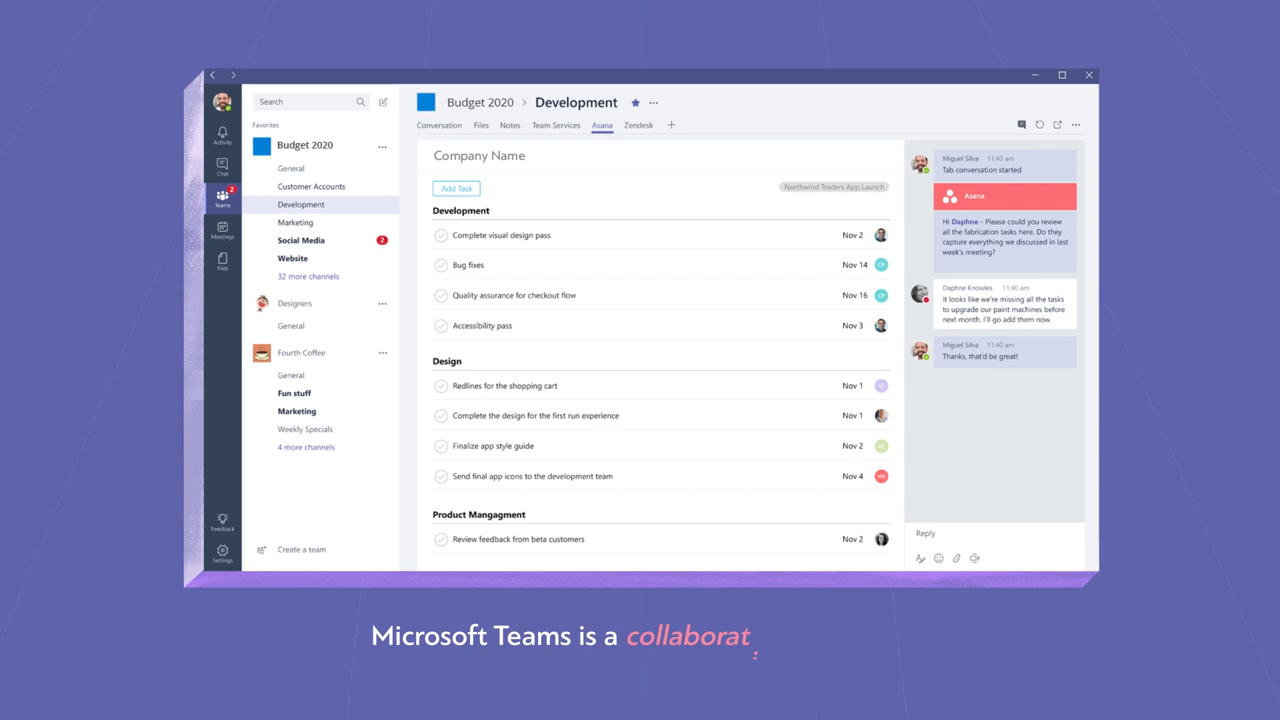 Search
Favorites
Budget 2020
General
Customer Accounts
Development
Marketing
Social Media 2
Website
32 more channels
Designers
General
Fourth Coffee
General
Fun stuff
Marketing
Weekly Specials
4 more channels
Create a team
Activity
Chat
2
Teams
Meetings
Files
Feedback
Settings
Budget 2020 > Development
Conversation Files Notes Team Services Asana Zendesk
Company Name
Add Task Northwind Traders App Launch
Development
Complete visual design pass Nov 2
Bug fixes Nov 14 CP
Quality assurance for checkout flow Nov 16 CP
Accessibility pass Nov 3
Design
Redlines for the shopping cart Nov 1
Complete the design for the first run experience Nov 1
Finalize app style guide Nov 2
Send final app icons to the development team Nov 4
Product Managment
Review feedback from beta customers Nov 2
Miguel Silva 11:40 am
Tab conversation started
Asana
Hi Daphne - Please could you review
all the fabrication tasks here. Do they
capture everything we discussed in last
week's meeting?
Daphne Knowles 11:40 am
It looks like we're missing all the tasks
to upgrade our paint machines before
next month. I'll go add them now.
Miguel Silva 11:40 am
Thanks, that'd be great!
Reply
Microsoft Teams is a collaborat